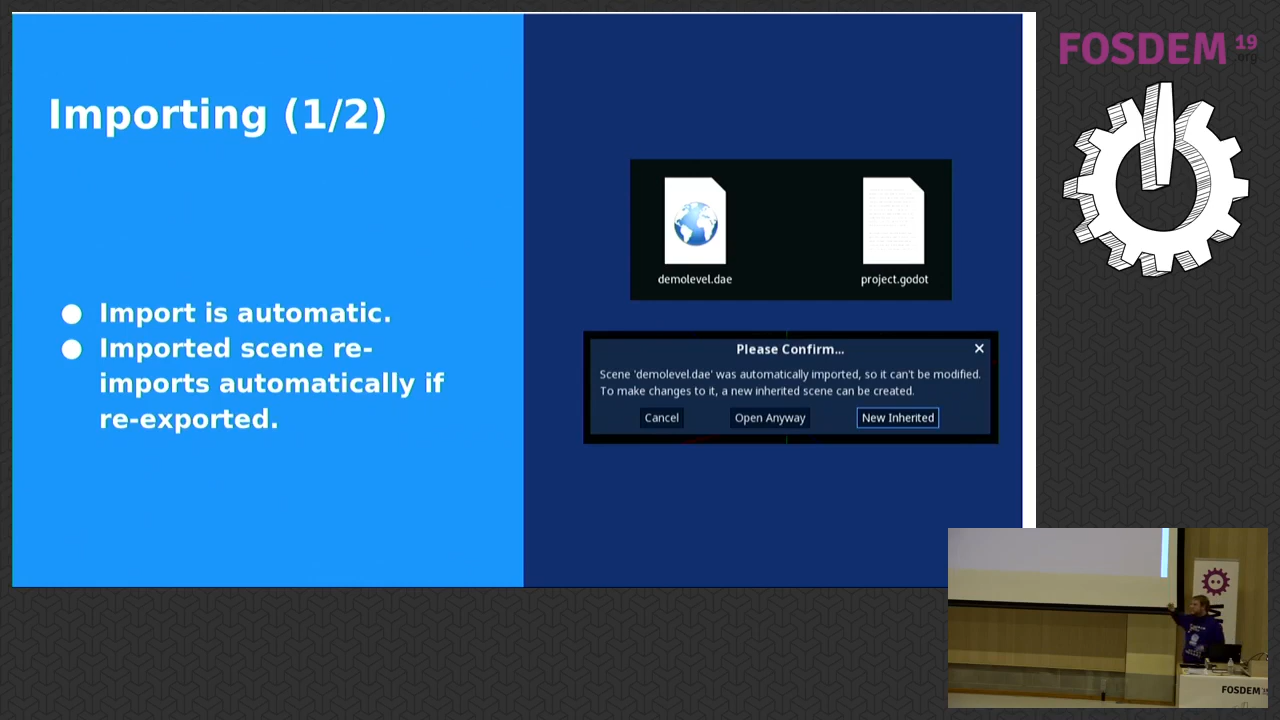 Importing (1/2)
● Import is automatic.
● Imported scene re-
imports automatically if
re-exported.
demolevel.dae
project.godot
Please Confirm...
Scene 'demolevel.dae' was automatically imported, so it can't be modified.
To make changes to it, a new inherited scene can be created.
Cancel
Open Anyway
New Inherited
FOSDEM 19
.org
FOSDEM